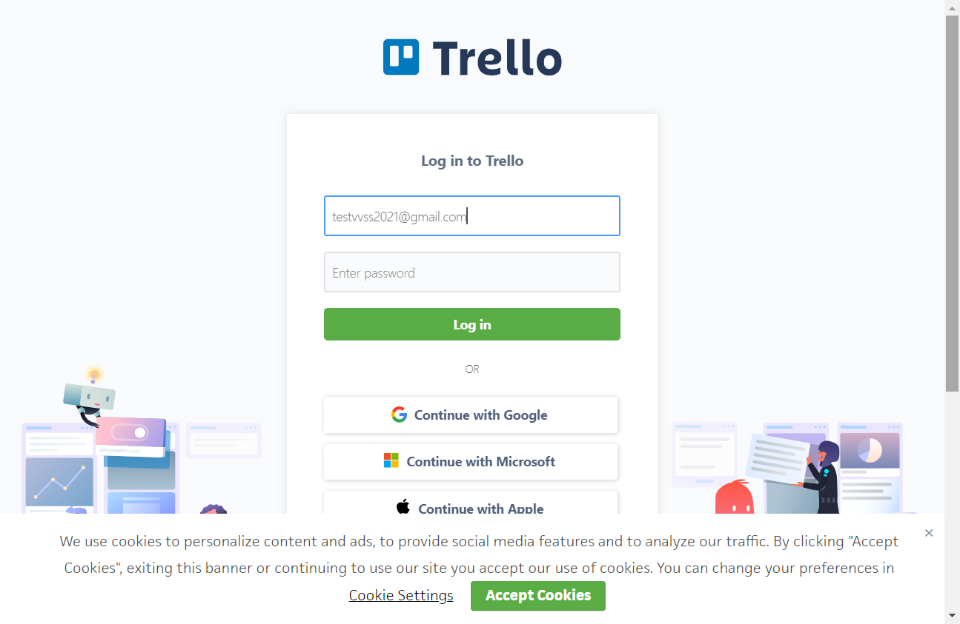 Trello
Log in to Trello
testvvss2021@gmail.com
Enter password
Log in
OR
Continue with Google
Continue with Microsoft
Continue with Apple
We use cookies to personalize content and ads, to provide social media features and to analyze our traffic. By clicking "Accept
Cookies", exiting this banner or continuing to use our site you accept our use of cookies. You can change your preferences in
Cookie Settings Accept Cookies